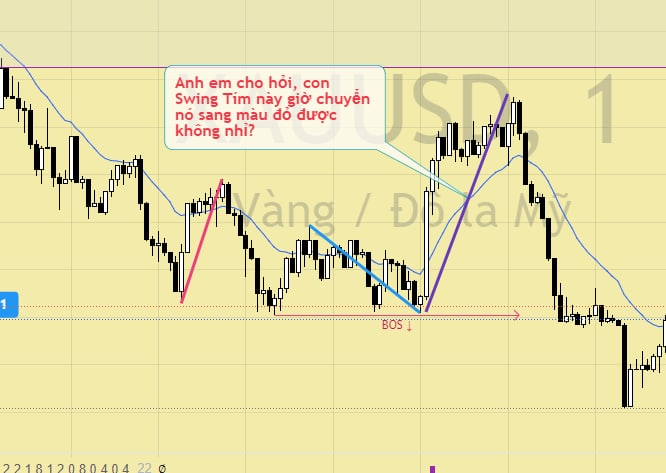 XAUUSD, 1
Anh em cho hỏi, con
Swing Tím này giờ chuyển
nó sang màu đỏ được
không nhỉ?
Vàng / Đô la Mỹ
1
BOS ↓
2 2 1 8 1 2 0 8 0 4 0 4 22 ø